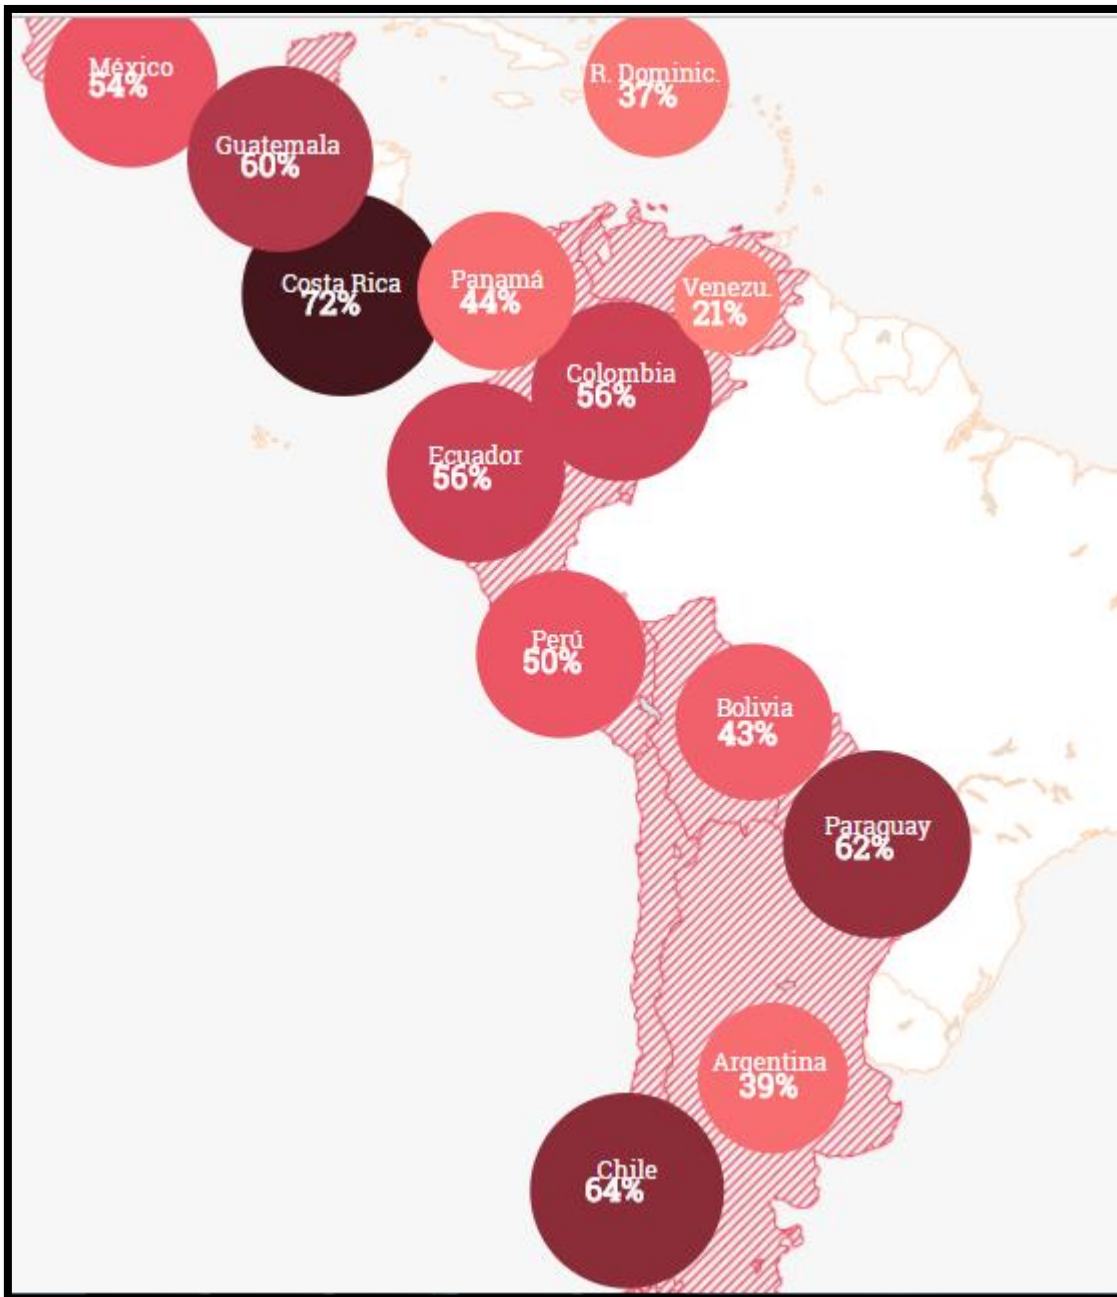 México
54%
R. Dominic.
37%
Guatemala
60%
Costa Rica
72%
Panamá
44%
Venezu.
21%
Colombia
56%
Ecuador
56%
Perú
50%
Bolivia
43%
Paraguay
62%
Argentina
39%
Chile
64%